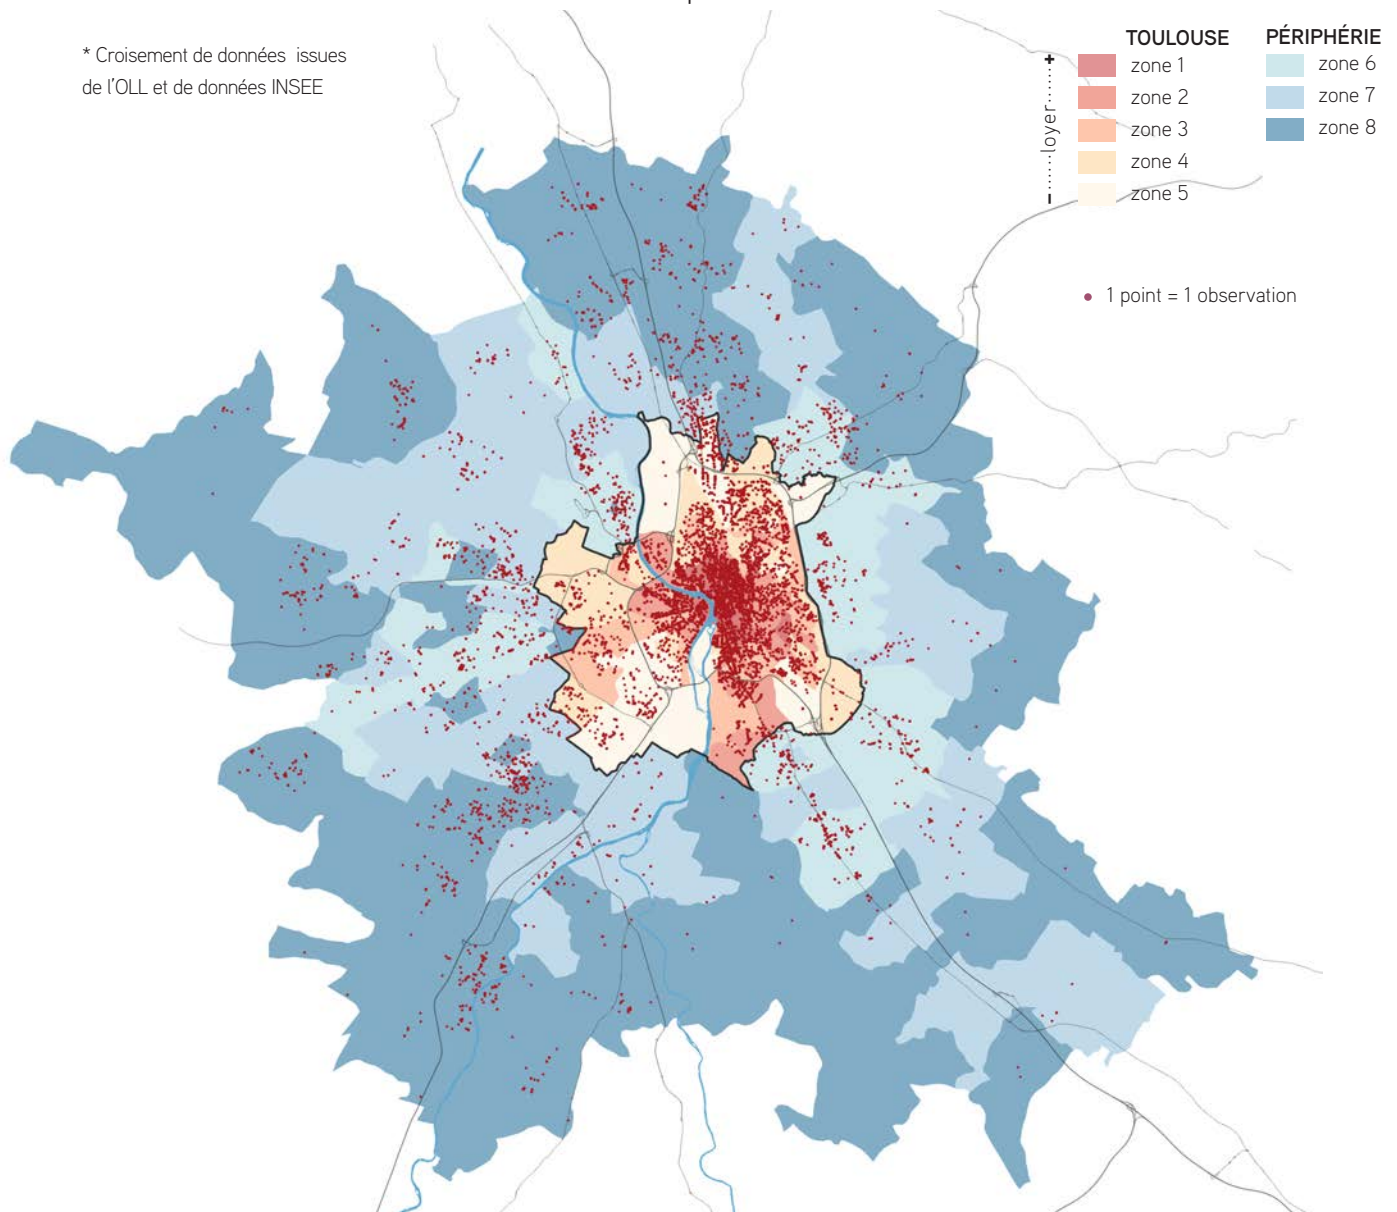 * Croisement de données issues
de l'OLL et de données INSEE
TOULOUSE
zone 1
zone 2
zone 3
zone 4
zone 5
+
loyer
-
PÉRIPHÉRIE
zone 6
zone 7
zone 8
1 point = 1 observation